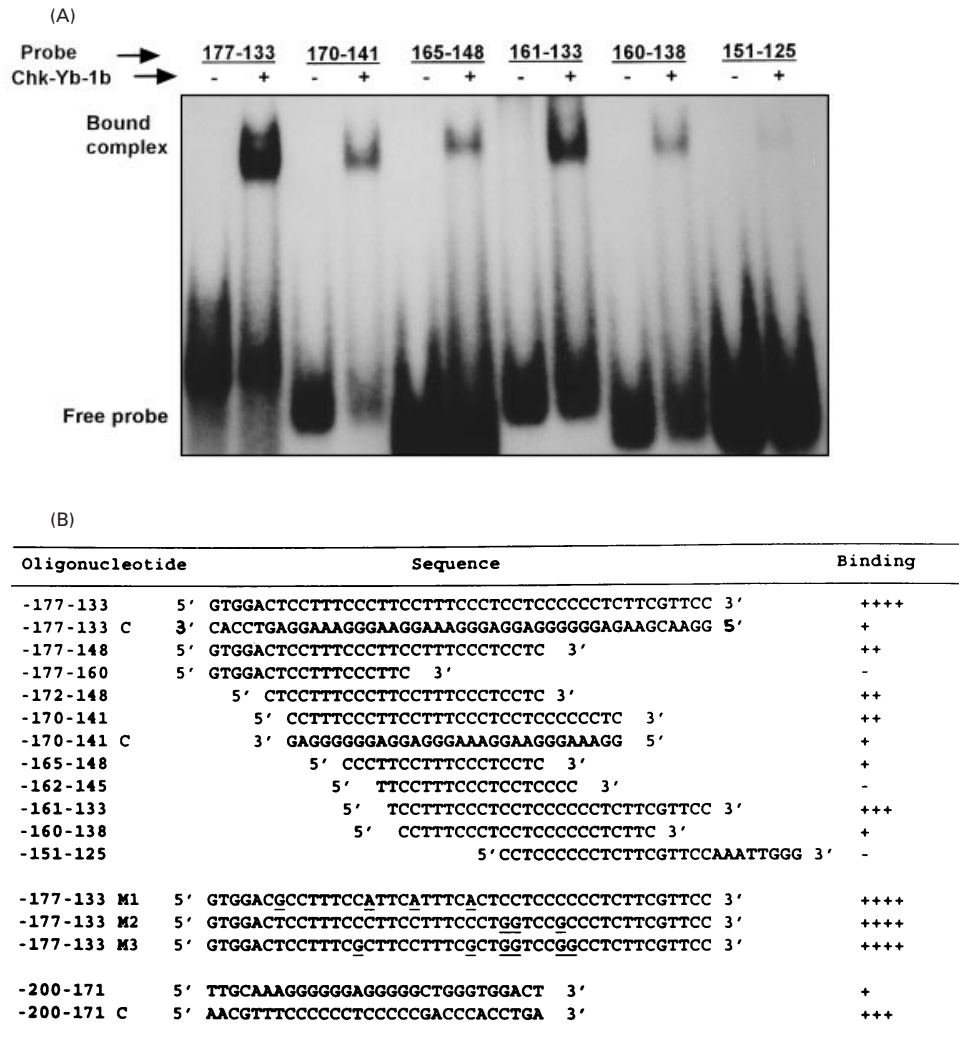 (A)
Probe 177-133 170-141 165-148 161-133 160-138 151-125
Chk-Yb-1b - + - + - + - + - + - +
Bound
complex
Free probe
(B)
Oligonucleotide Sequence Binding
-177-133 5' GTGGACTCCTTTCCCTTCCTTTCCCTCCTCCCCCCTCTTCGTTCC 3' ++++
-177-133 C 3' CACCTGAGGAAAGGGAAGGAAAGGGAGGAGGGGGGAGAAGCAAGG 5' +
-177-148 5' GTGGACTCCTTTCCCTTCCTTTCCCTCCTC 3' ++
-177-160 5' GTGGACTCCTTTCCCTTC 3' -
-172-148 5' CTCCTTTCCCTTCCTTTCCCTCCTC 3' ++
-170-141 5' CCTTTCCCTTCCTTTCCCTCCTCCCCCCTC 3' ++
-170-141 C 3' GAGGGGGGAGGAGGGAAAGGAAGGGAAAGG 5' +
-165-148 5' CCCTTCCTTTCCCTCCTC 3' +
-162-145 5' TTCCTTTCCCTCCTCCCC 3' -
-161-133 5' TCCTTTCCCTCCTCCCCCCTCTTCGTTCC 3' +++
-160-138 5' CCTTTCCCTCCTCCCCCCTCTTC 3' +
-151-125 5'CCTCCCCCCTCTTCGTTCCAAATTGGG 3' -
-177-133 M1 5' GTGGACGCCTTTCCATTCATTTCACTCCTCCCCCCTCTTCGTTCC 3' ++++
-177-133 M2 5' GTGGACTCCTTTCCCTTCCTTTCCCTGGTCCGCCCTCTTCGTTCC 3' ++++
-177-133 M3 5' GTGGACTCCTTTCGCTTCCTTTCGCTGGTCCGGCCTCTTCGTTCC 3' ++++
-200-171 5' TTGCAAAGGGGGGAGGGGGCTGGGTGGACT 3' +
-200-171 C 5' AACGTTTCCCCCCTCCCCCGACCCACCTGA 3' +++